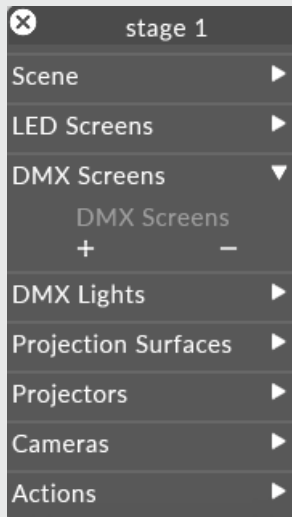 stage 1
Scene
LED Screens
DMX Screens
DMX Screens
+ −
DMX Lights
Projection Surfaces
Projectors
Cameras
Actions